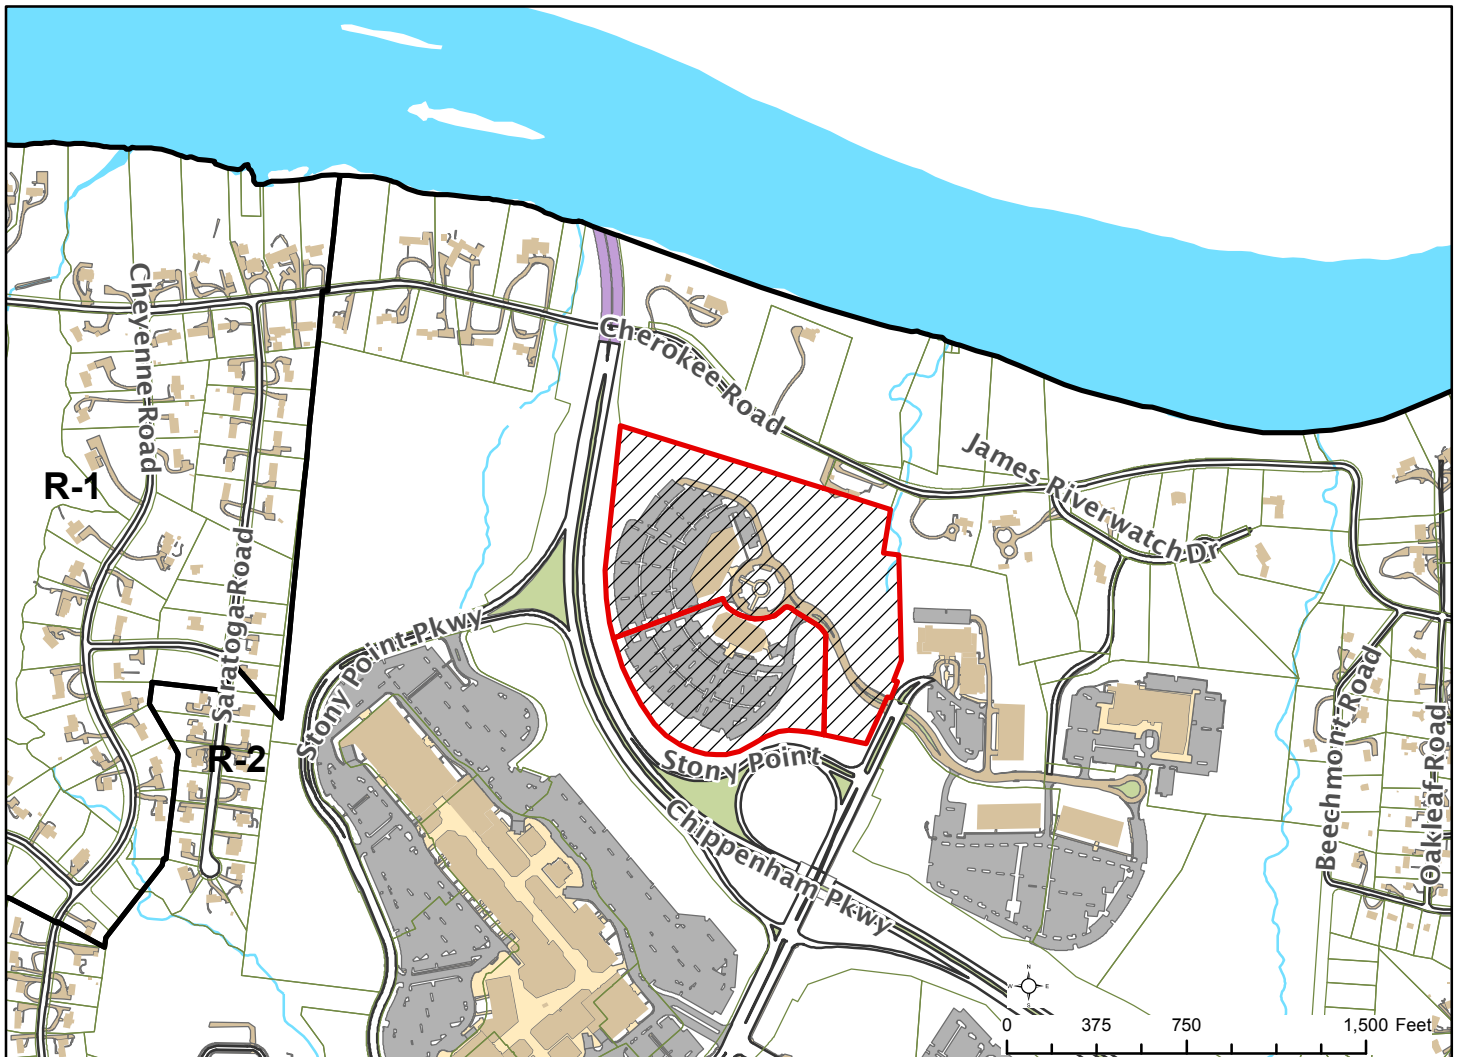 Cheyenne Road
Cherokee Road
James Riverwatch Dr
R-1
Saratoga Road
Stony Point Pkwy
R-2
Stony Point
Chippenham Pkwy
Beechmont Road
Oakleaf Road
N
W E
S
0 375 750 1,500 Feet